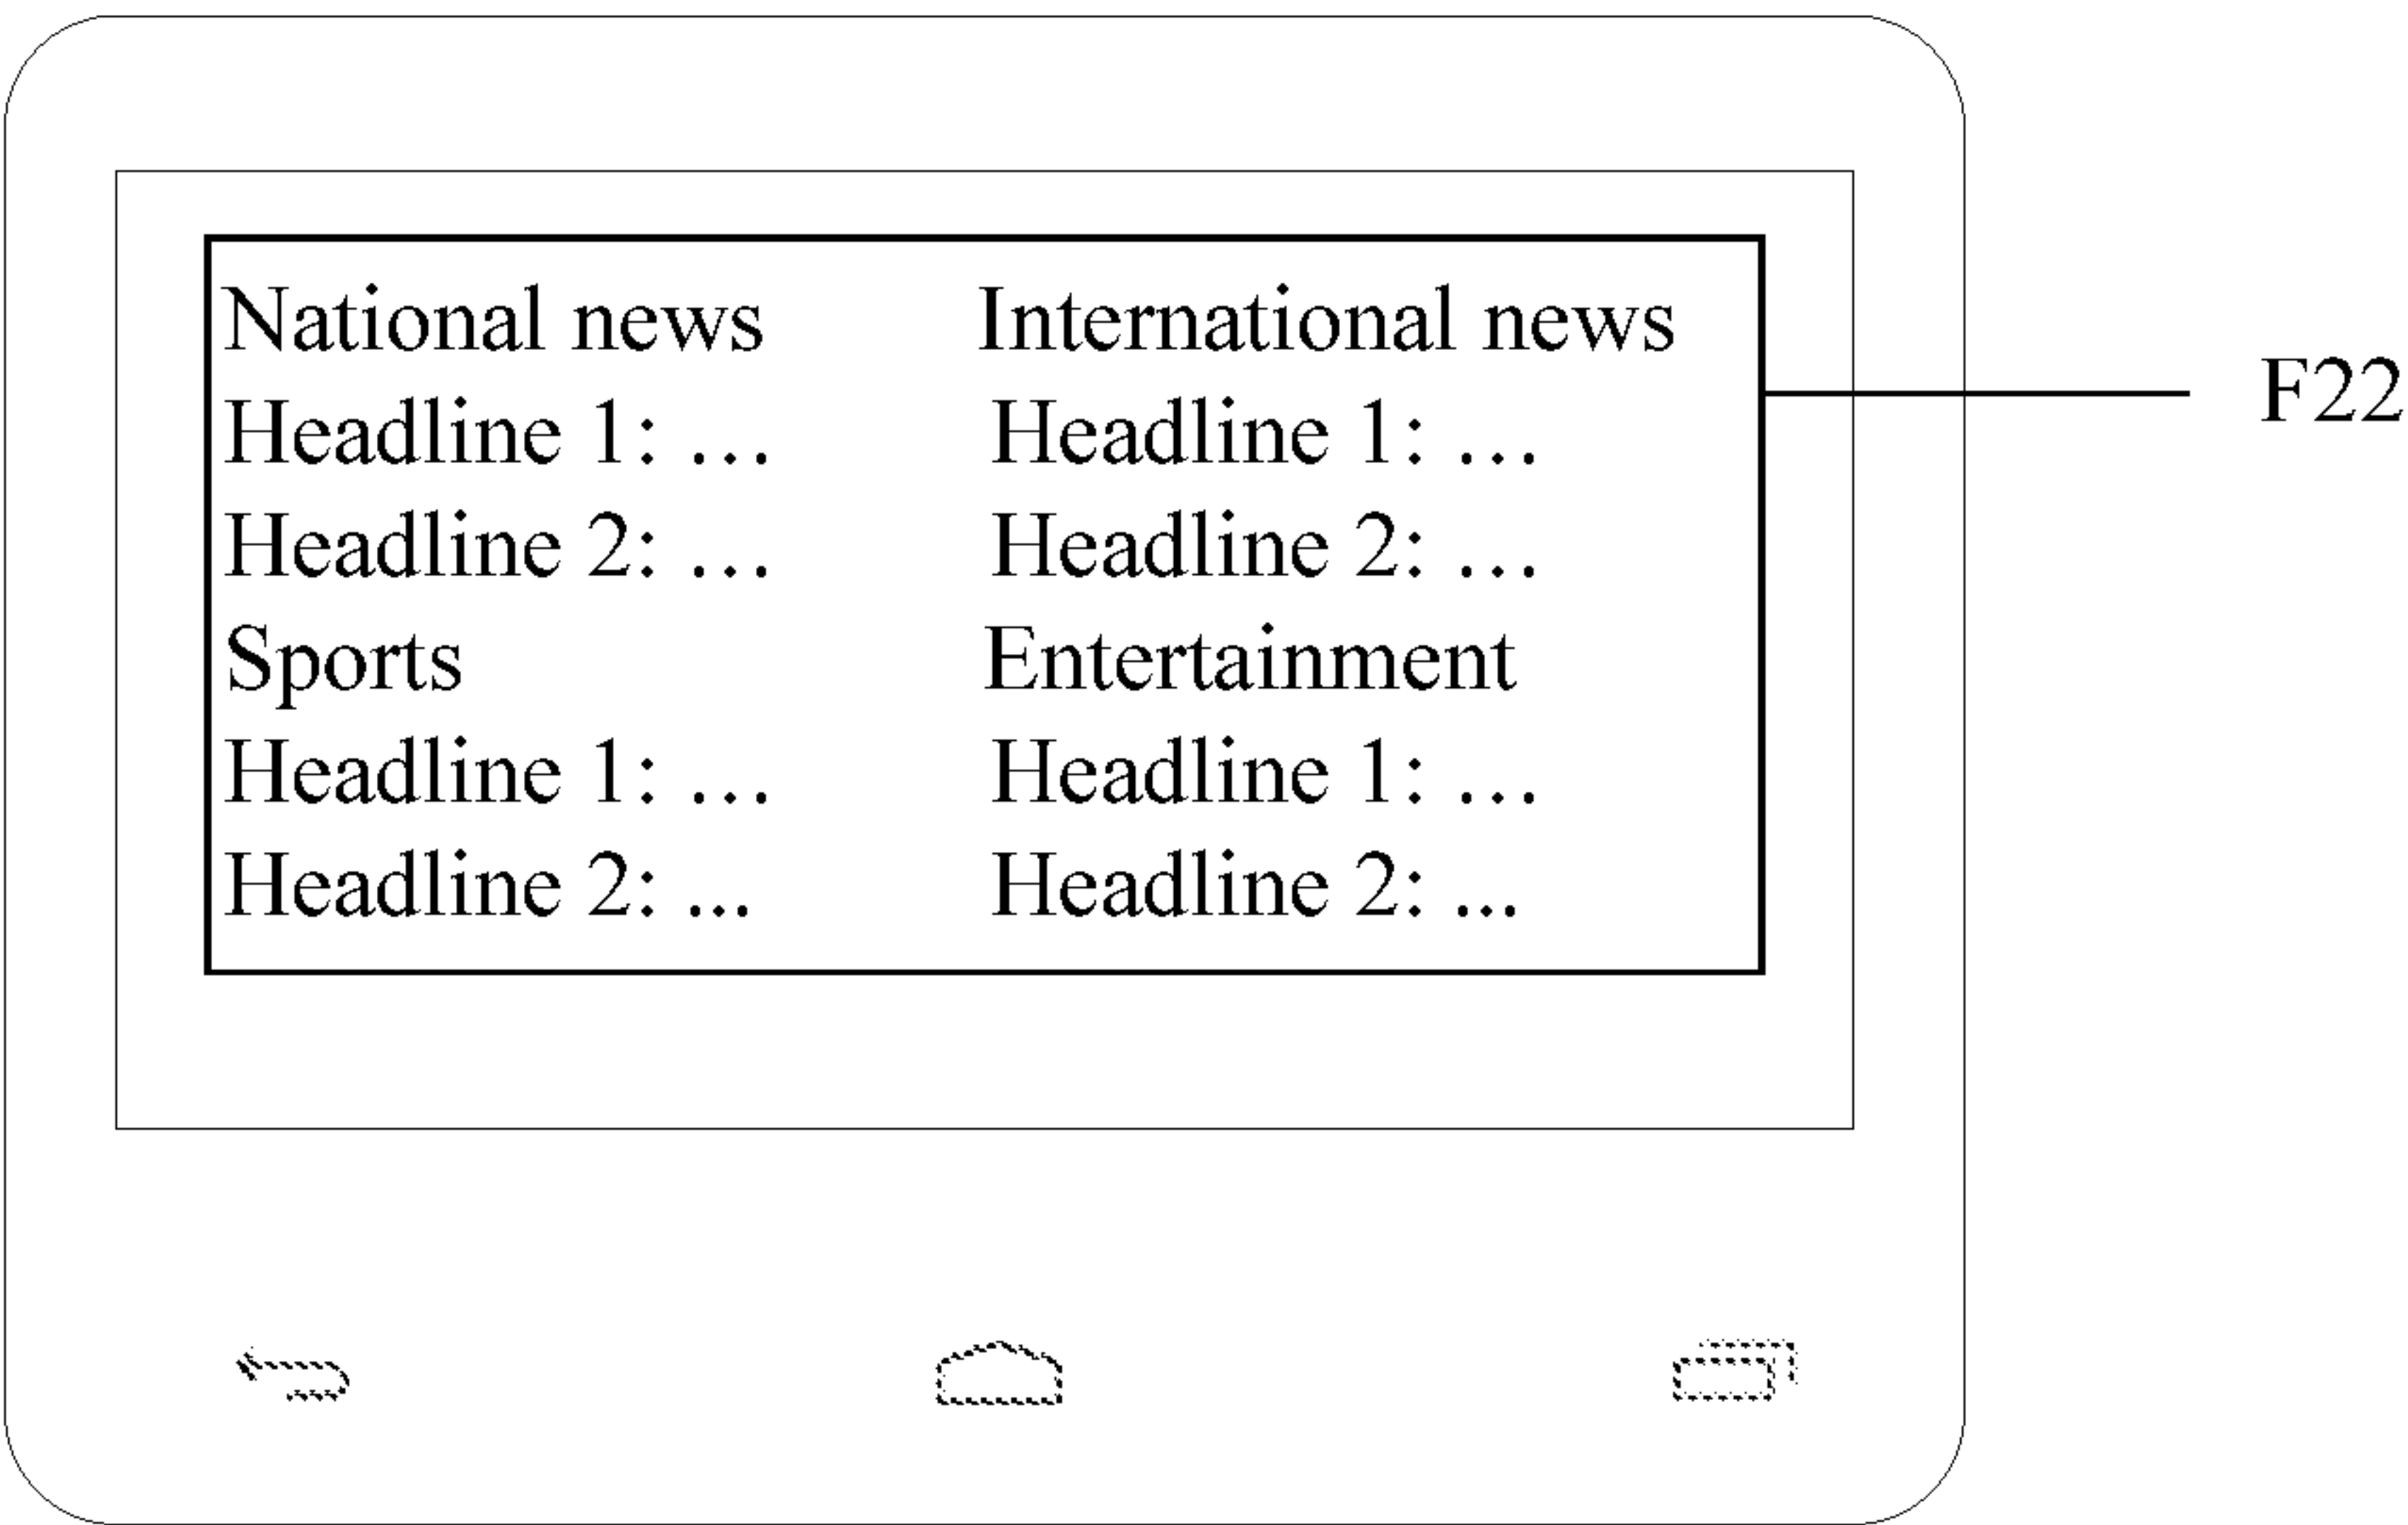 National news International news
Headline 1: ... Headline 1: ...
Headline 2: ... Headline 2: ...
Sports Entertainment
Headline 1: ... Headline 1: ...
Headline 2: ... Headline 2: ...
F22